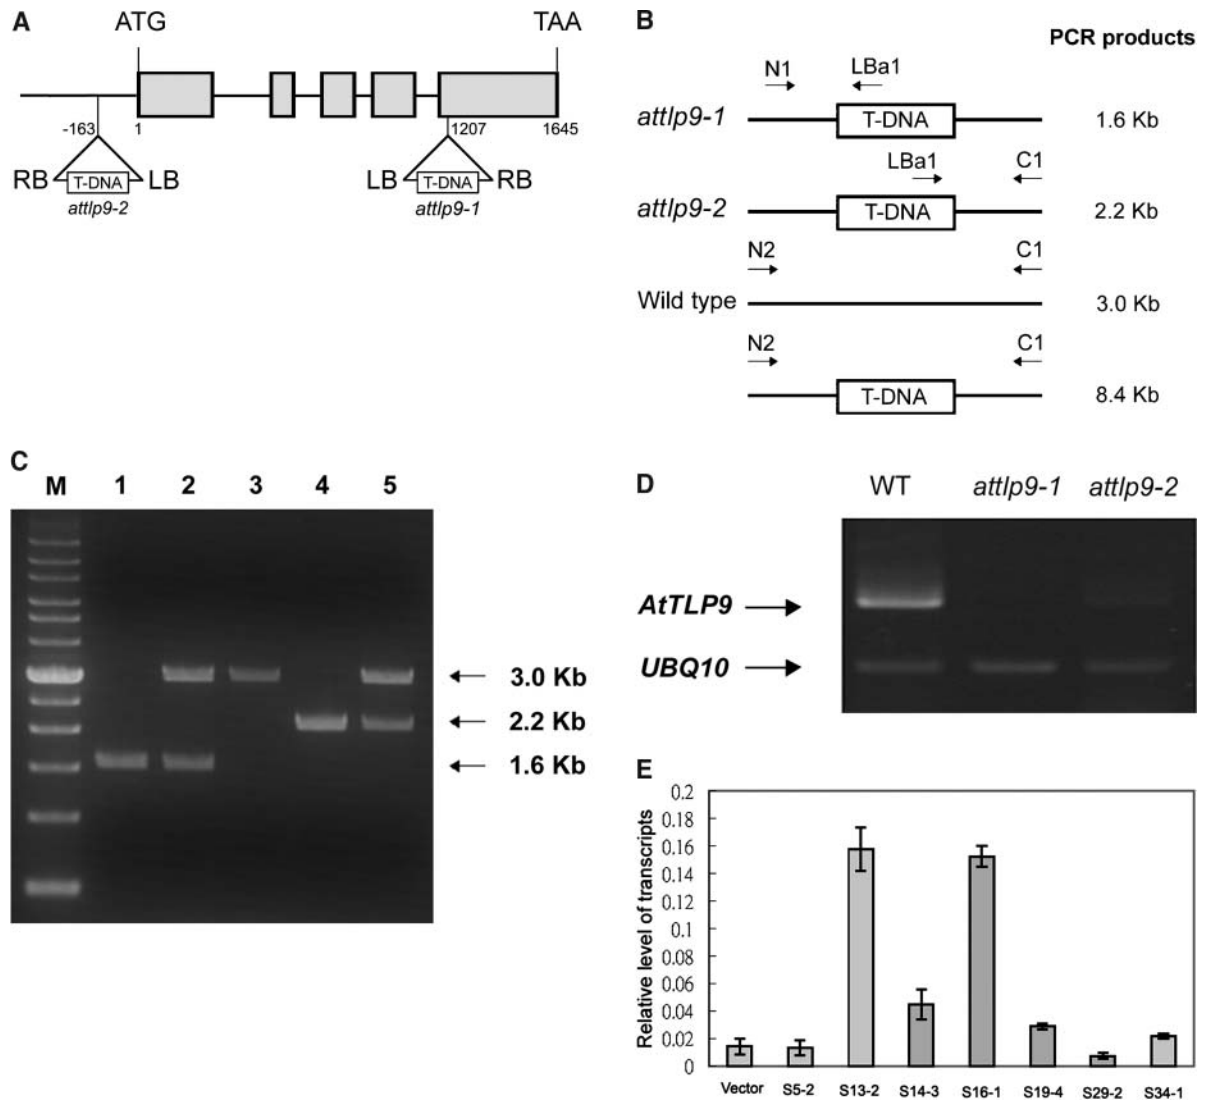 A
ATG TAA
-163 1 1207 1645
RB T-DNA LB LB T-DNA RB
attlp9-2 attlp9-1
B
PCR products
N1 LBa1
attlp9-1 T-DNA 1.6 Kb
LBa1 C1
attlp9-2 T-DNA 2.2 Kb
N2 C1
Wild type 3.0 Kb
N2 C1
T-DNA 8.4 Kb
C
M 1 2 3 4 5
3.0 Kb
2.2 Kb
1.6 Kb
D
WT attlp9-1 attlp9-2
AtTLP9
UBQ10
E
Relative level of transcripts
0.2
0.18
0.16
0.14
0.12
0.1
0.08
0.06
0.04
0.02
0
Vector S5-2 S13-2 S14-3 S16-1 S19-4 S29-2 S34-1